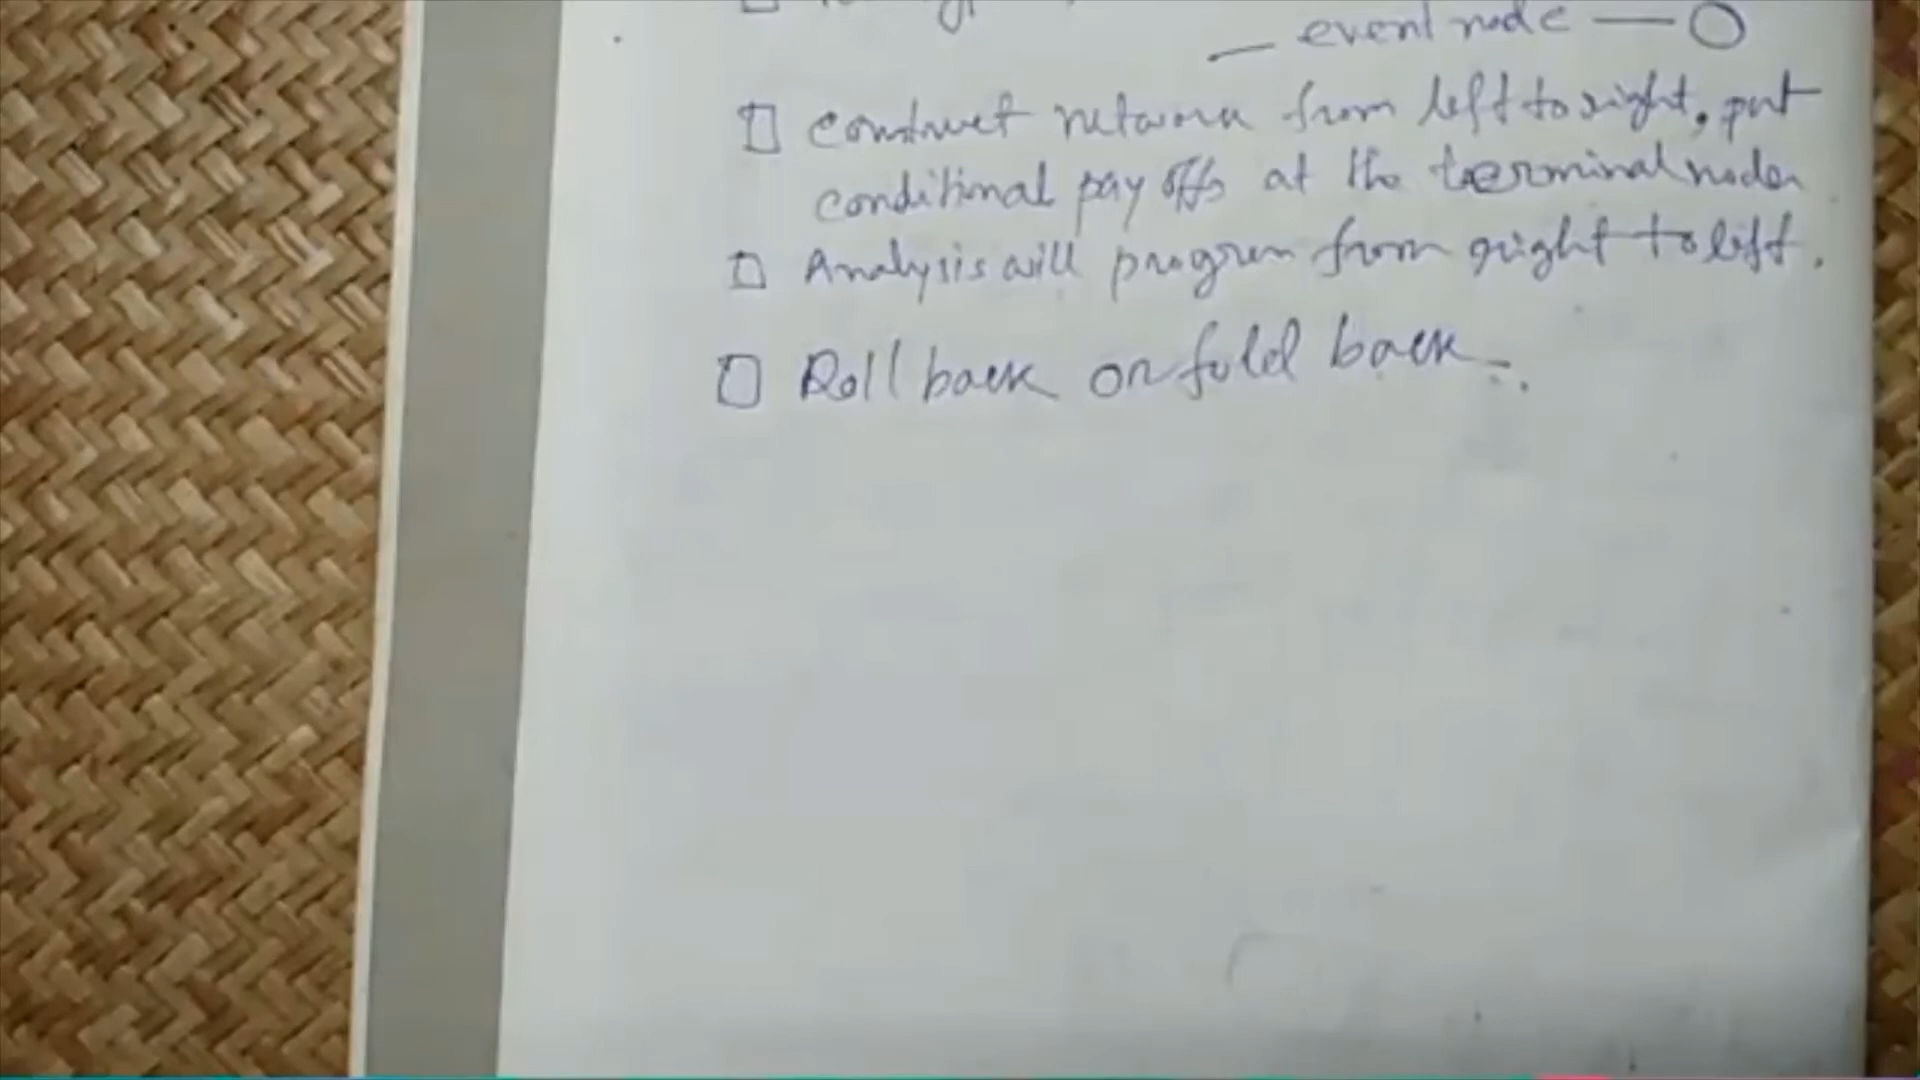 event node — O
□ Construct network from left to right, put
conditional pay offs at the terminal nodes
□ Analysis will progress from right to left.
□ Roll back or fold back.